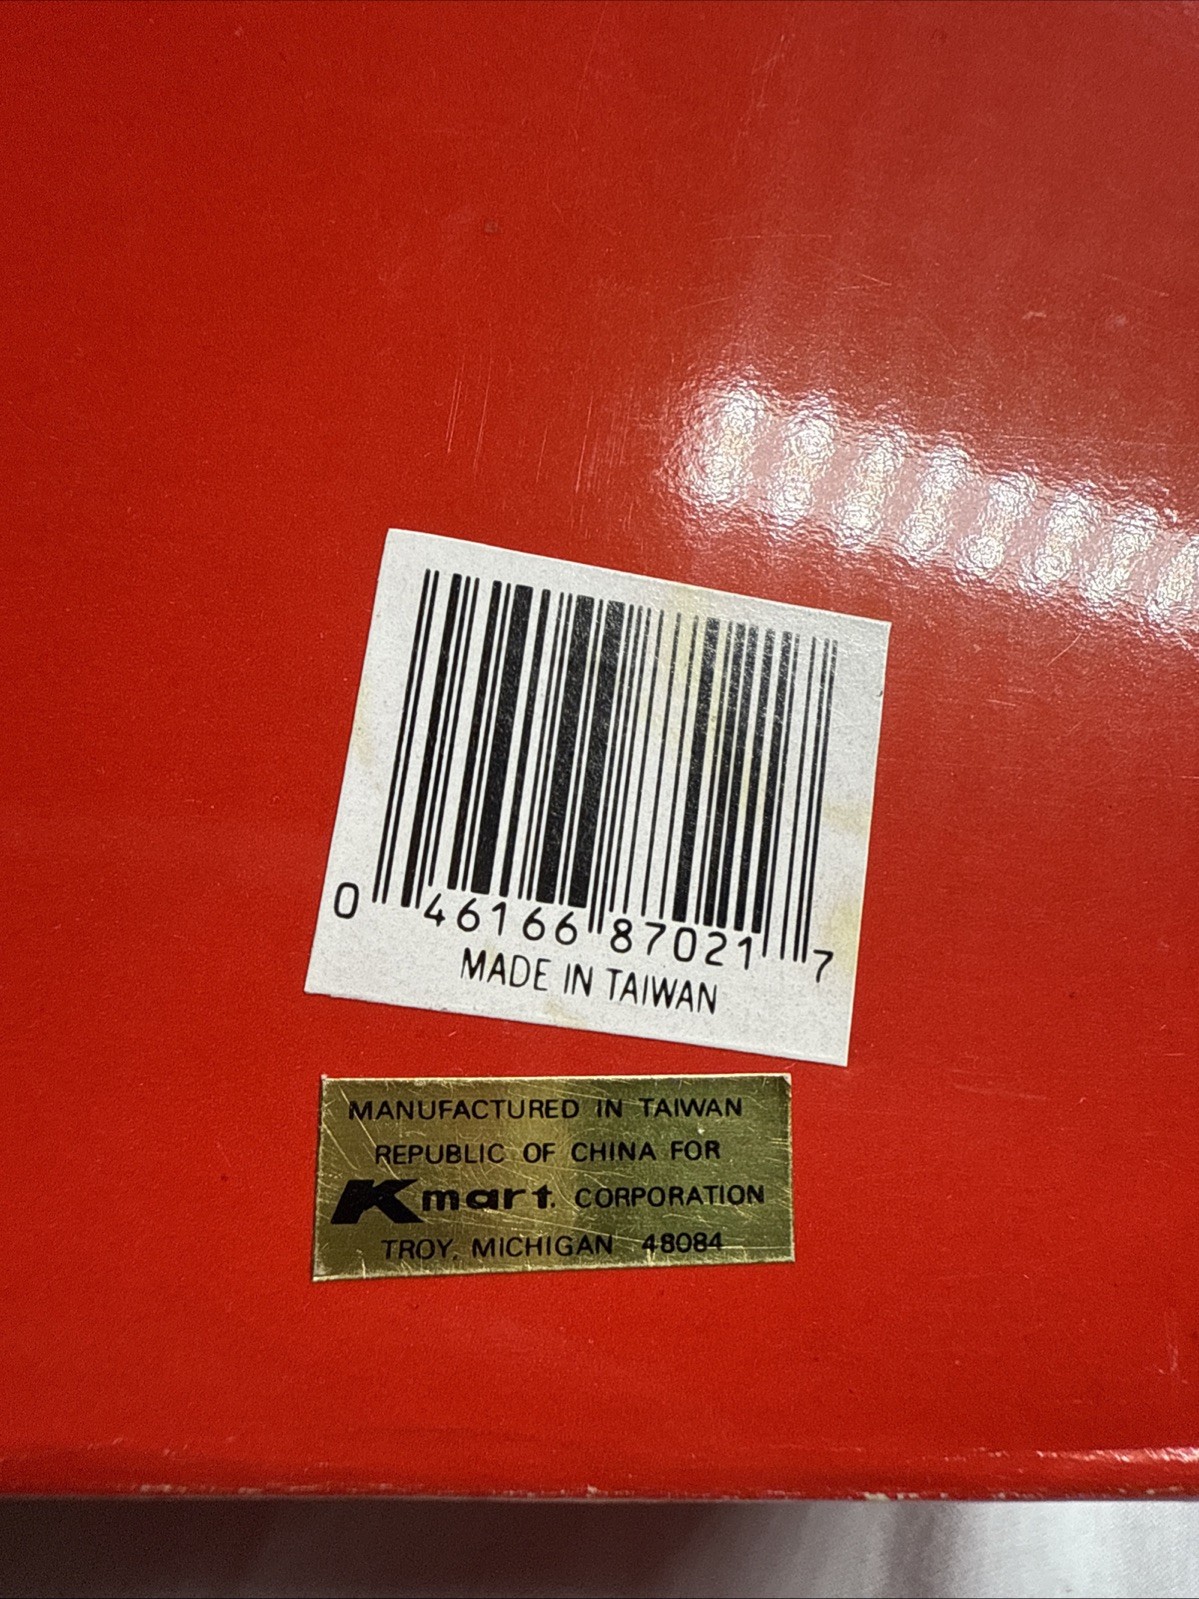 0 46166 87021 7
MADE IN TAIWAN
MANUFACTURED IN TAIWAN
REPUBLIC OF CHINA FOR
Kmart. CORPORATION
TROY, MICHIGAN 48084